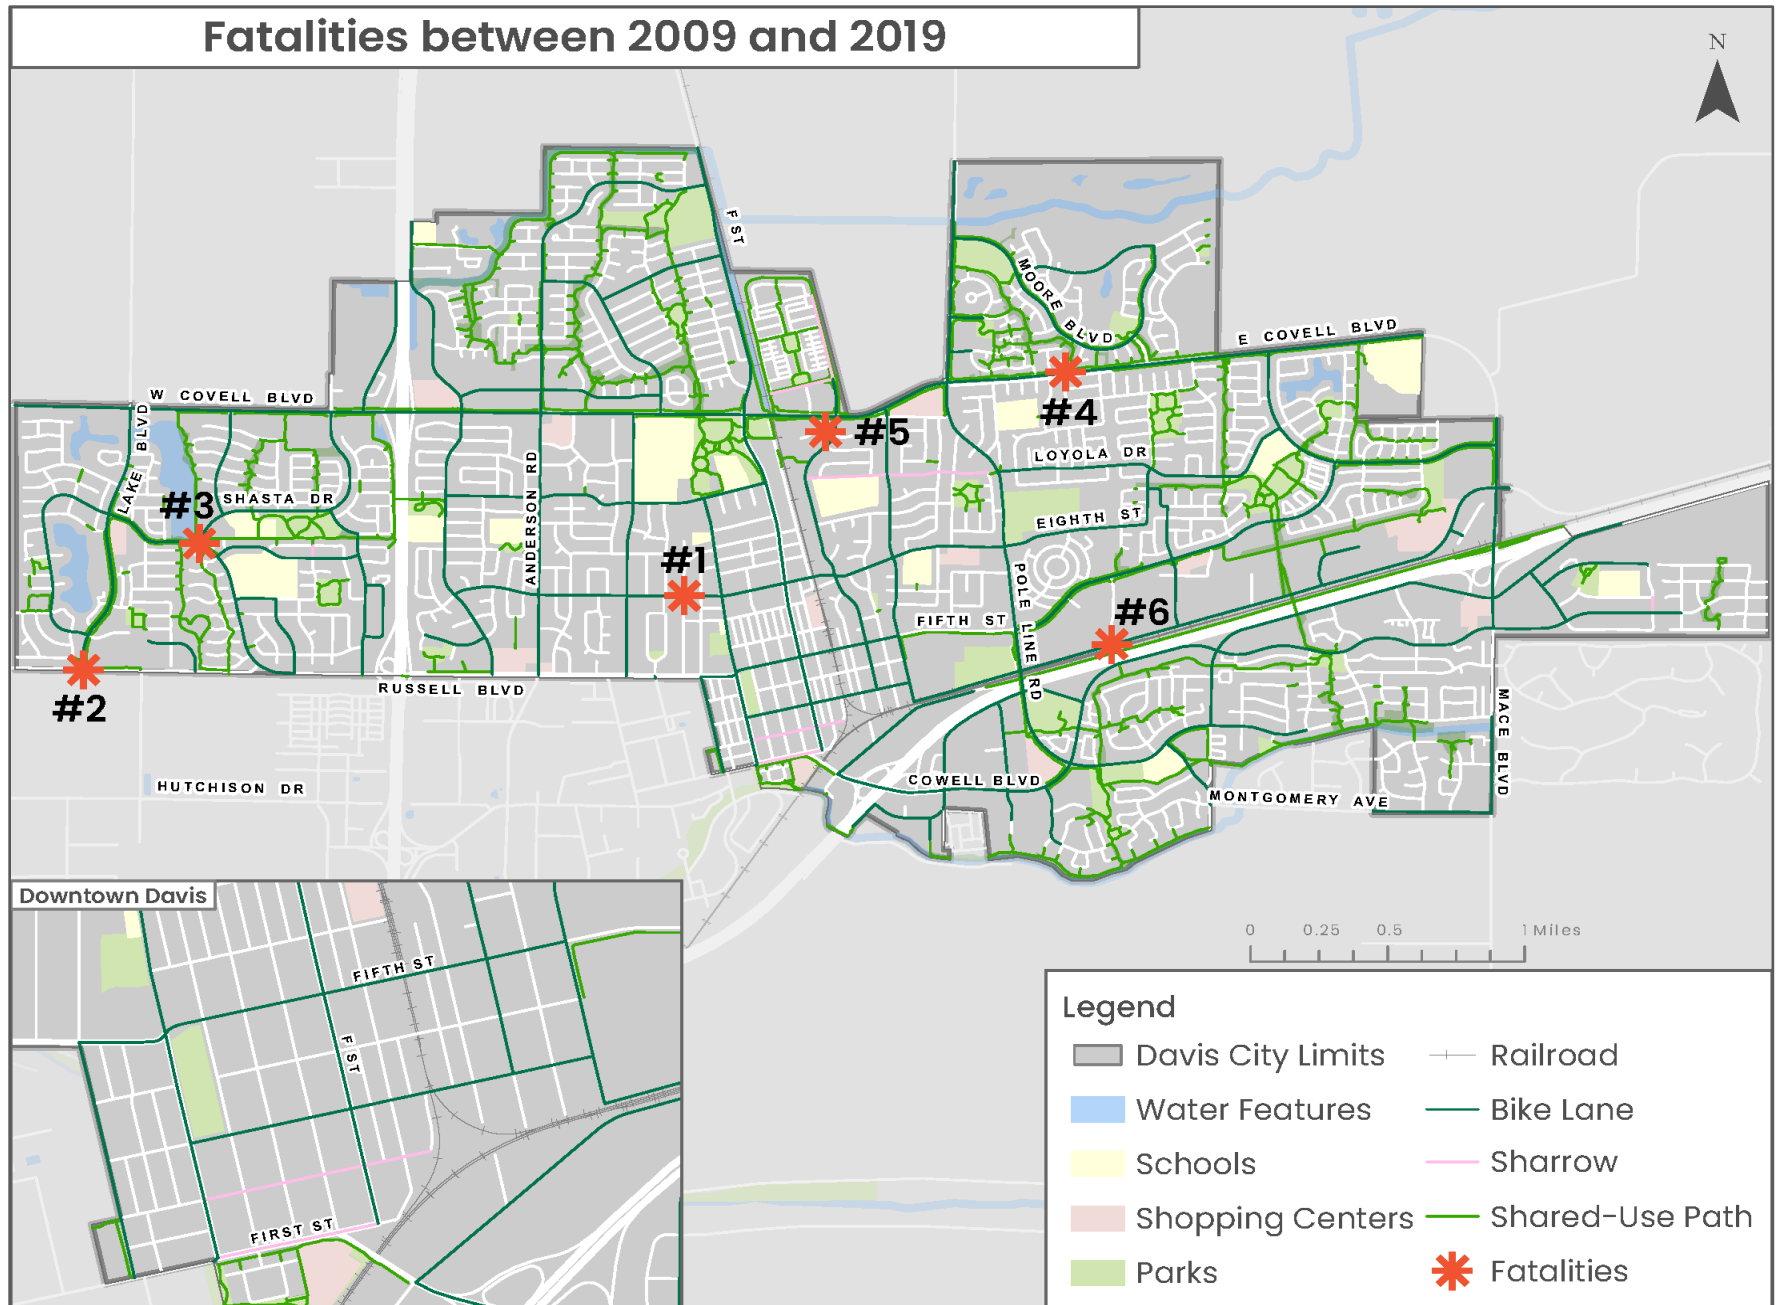 Fatalities between 2009 and 2019
N
F ST
MOORE BLVD
E COVELL BLVD
W COVELL BLVD
LAKE BLVD
#4
#5
LOYOLA DR
ANDERSON RD
#3
SHASTA DR
EIGHTH ST
#1
POLE LINE RD
#6
FIFTH ST
#2
RUSSELL BLVD
MACE BLVD
HUTCHISON DR
COWELL BLVD
MONTGOMERY AVE
Downtown Davis
FIFTH ST
F ST
FIRST ST
0 0.25 0.5 1 Miles
Legend
Davis City Limits
Water Features
Schools
Shopping Centers
Parks
Railroad
Bike Lane
Sharrow
Shared-Use Path
Fatalities